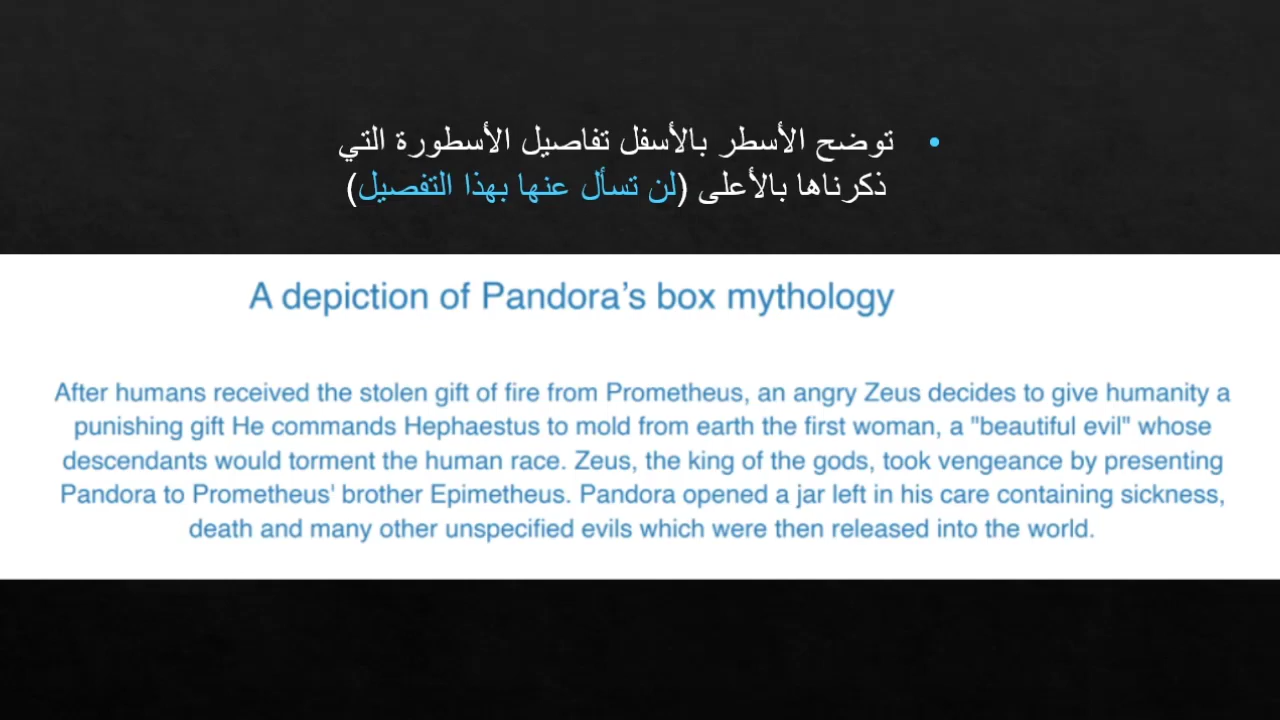 • توضح الأسطر بالأسفل تفاصيل الأسطورة التي
ذكرناها بالأعلى (لن تسأل عنها بهذا التفصيل)
A depiction of Pandora’s box mythology
After humans received the stolen gift of fire from Prometheus, an angry Zeus decides to give humanity a
punishing gift He commands Hephaestus to mold from earth the first woman, a "beautiful evil" whose
descendants would torment the human race. Zeus, the king of the gods, took vengeance by presenting
Pandora to Prometheus' brother Epimetheus. Pandora opened a jar left in his care containing sickness,
death and many other unspecified evils which were then released into the world.